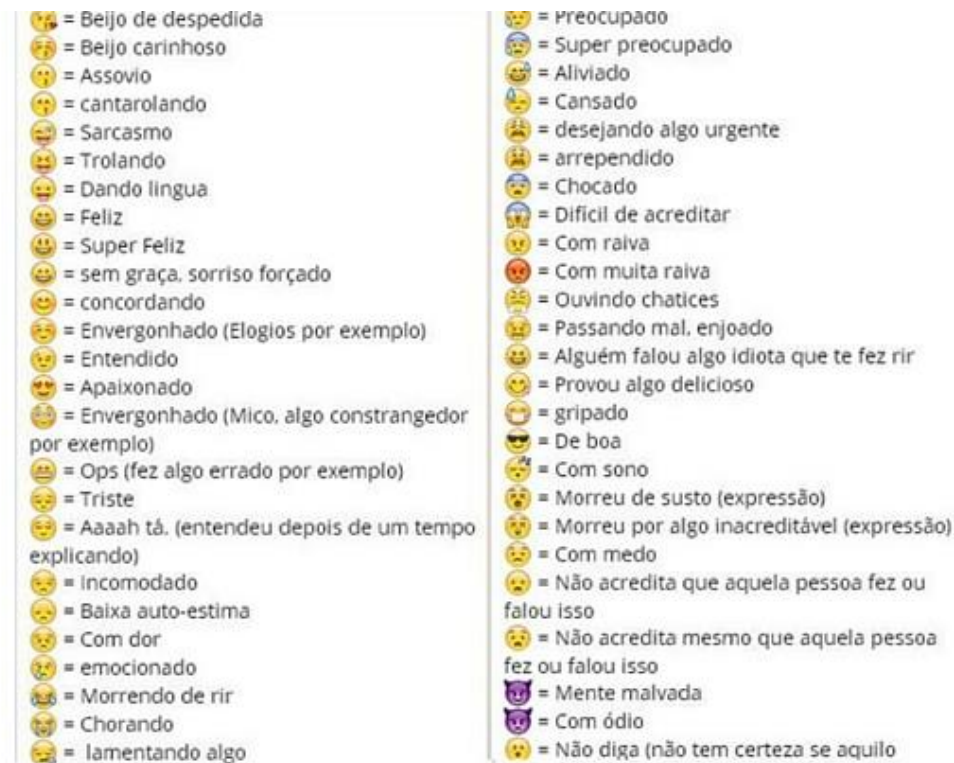 = Beijo de despedida
= Beijo carinhoso
= Assovio
= cantarolando
= Sarcasmo
= Trolando
= Dando lingua
= Feliz
= Super Feliz
= sem graça, sorriso forçado
= concordando
= Envergonhado (Elogios por exemplo)
= Entendido
= Apaixonado
= Envergonhado (Mico, algo constrangedor
por exemplo)
= Ops (fez algo errado por exemplo)
= Triste
= Aaaah tá. (entendeu depois de um tempo
explicando)
= Incomodado
= Baixa auto-estima
= Com dor
= emocionado
= Morrendo de rir
= Chorando
= lamentando algo
= Preocupado
= Super preocupado
= Aliviado
= Cansado
= desejando algo urgente
= arrependido
= Chocado
= Difícil de acreditar
= Com raiva
= Com muita raiva
= Ouvindo chatices
= Passando mal, enjoado
= Alguém falou algo idiota que te fez rir
= Provou algo delicioso
= gripado
= De boa
= Com sono
= Morreu de susto (expressão)
= Morreu por algo inacreditável (expressão)
= Com medo
= Não acredita que aquela pessoa fez ou
falou isso
= Não acredita mesmo que aquela pessoa
fez ou falou isso
= Mente malvada
= Com ódio
= Não diga (não tem certeza se aquilo